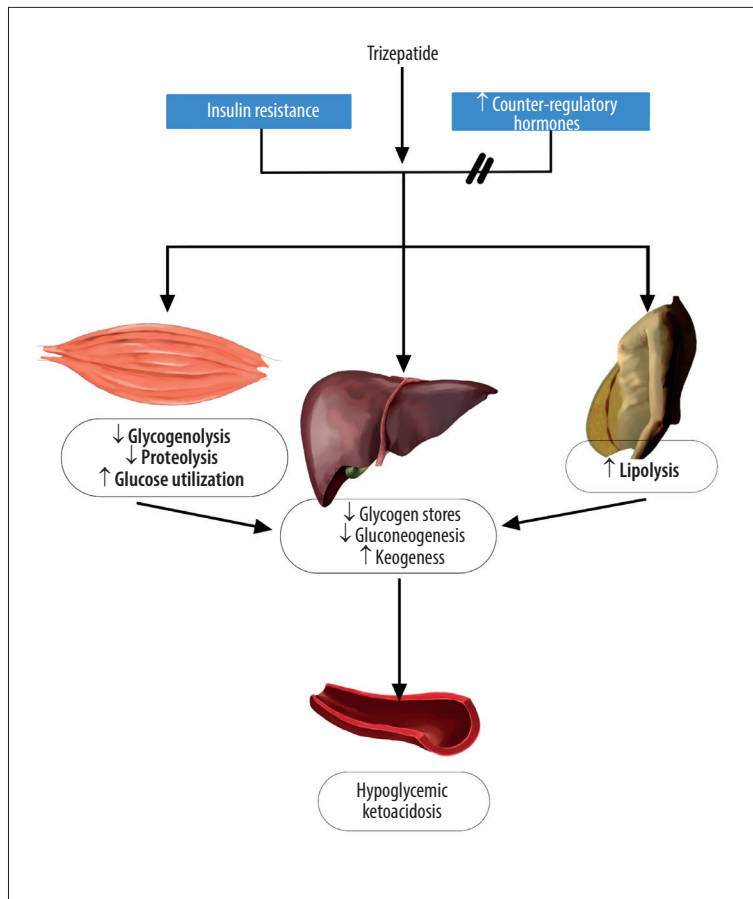 Trizepatide
Insulin resistance
↑ Counter-regulatory
hormones
↓ Glycogenolysis
↓ Proteolysis
↑ Glucose utilization
↑ Lipolysis
↓ Glycogen stores
↓ Gluconeogenesis
↑ Keogeness
Hypoglycemic
ketoacidosis